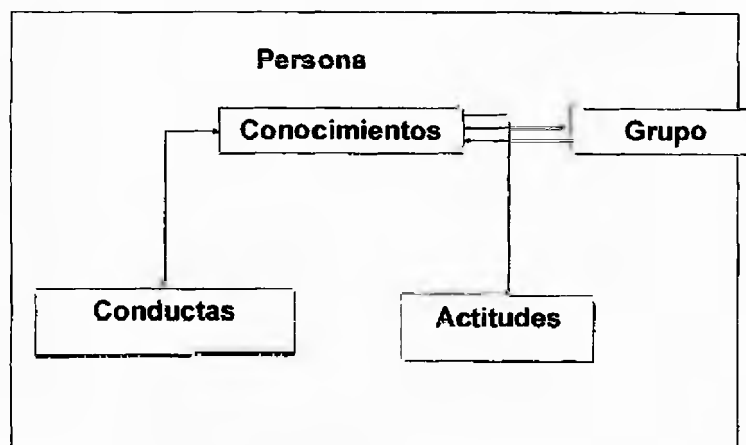 Persona
Conocimientos
Grupo
Conductas
Actitudes